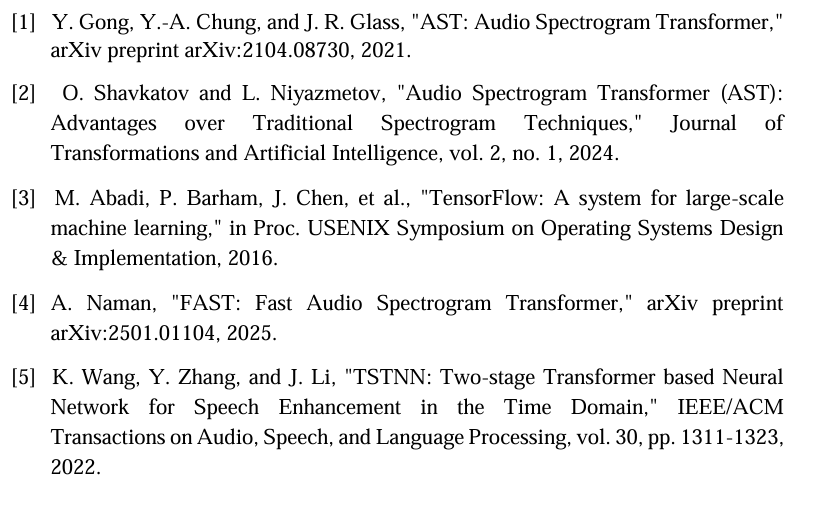 [1] Y. Gong, Y.-A. Chung, and J. R. Glass, "AST: Audio Spectrogram Transformer,"
arXiv preprint arXiv:2104.08730, 2021.
[2] O. Shavkatov and L. Niyazmetov, "Audio Spectrogram Transformer (AST):
Advantages over Traditional Spectrogram Techniques," Journal of
Transformations and Artificial Intelligence, vol. 2, no. 1, 2024.
[3] M. Abadi, P. Barham, J. Chen, et al., "TensorFlow: A system for large-scale
machine learning," in Proc. USENIX Symposium on Operating Systems Design
& Implementation, 2016.
[4] A. Naman, "FAST: Fast Audio Spectrogram Transformer," arXiv preprint
arXiv:2501.01104, 2025.
[5] K. Wang, Y. Zhang, and J. Li, "TSTNN: Two-stage Transformer based Neural
Network for Speech Enhancement in the Time Domain," IEEE/ACM
Transactions on Audio, Speech, and Language Processing, vol. 30, pp. 1311-1323,
2022.